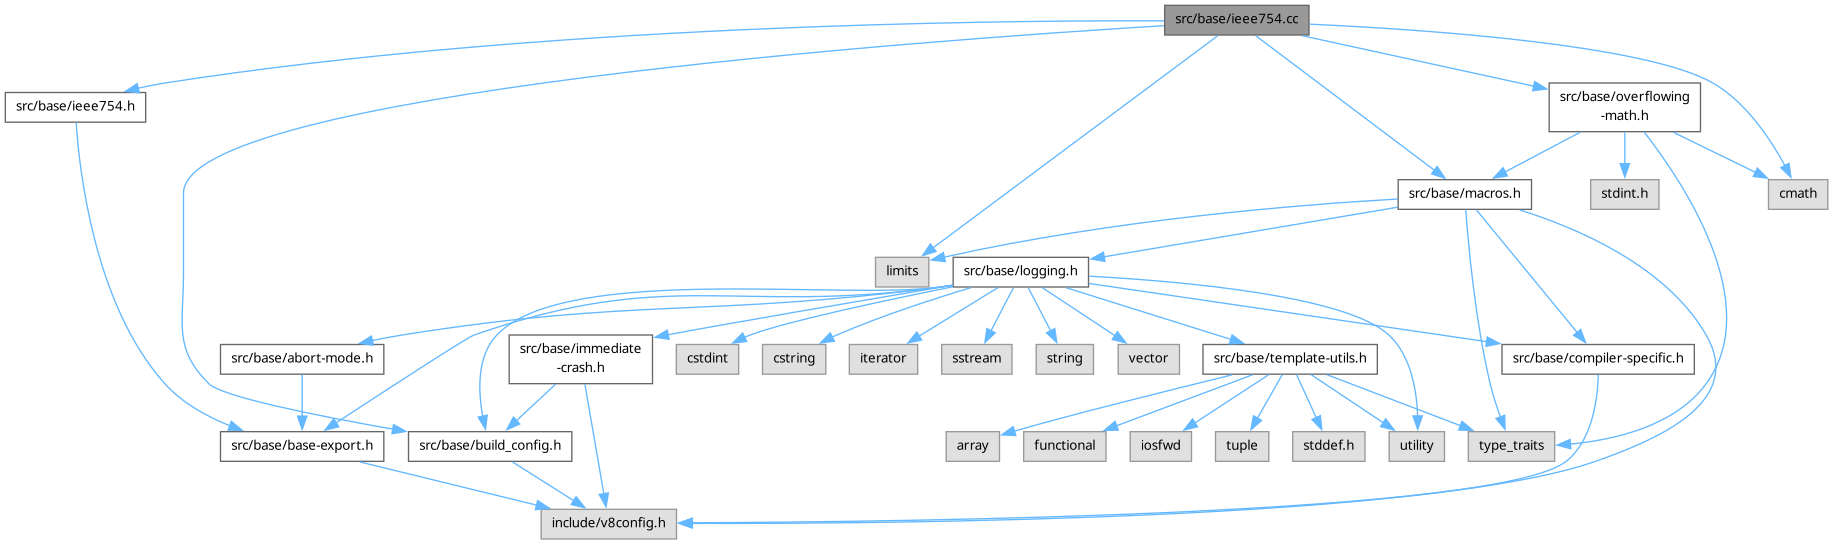 src/base/ieee754.cc
src/base/ieee754.h
src/base/overflowing
-math.h
src/base/macros.h
stdint.h
cmath
limits
src/base/logging.h
src/base/abort-mode.h
src/base/immediate
-crash.h
cstdint
cstring
iterator
sstream
string
vector
src/base/template-utils.h
src/base/compiler-specific.h
src/base/base-export.h
src/base/build_config.h
array
functional
iosfwd
tuple
stddef.h
utility
type_traits
include/v8config.h